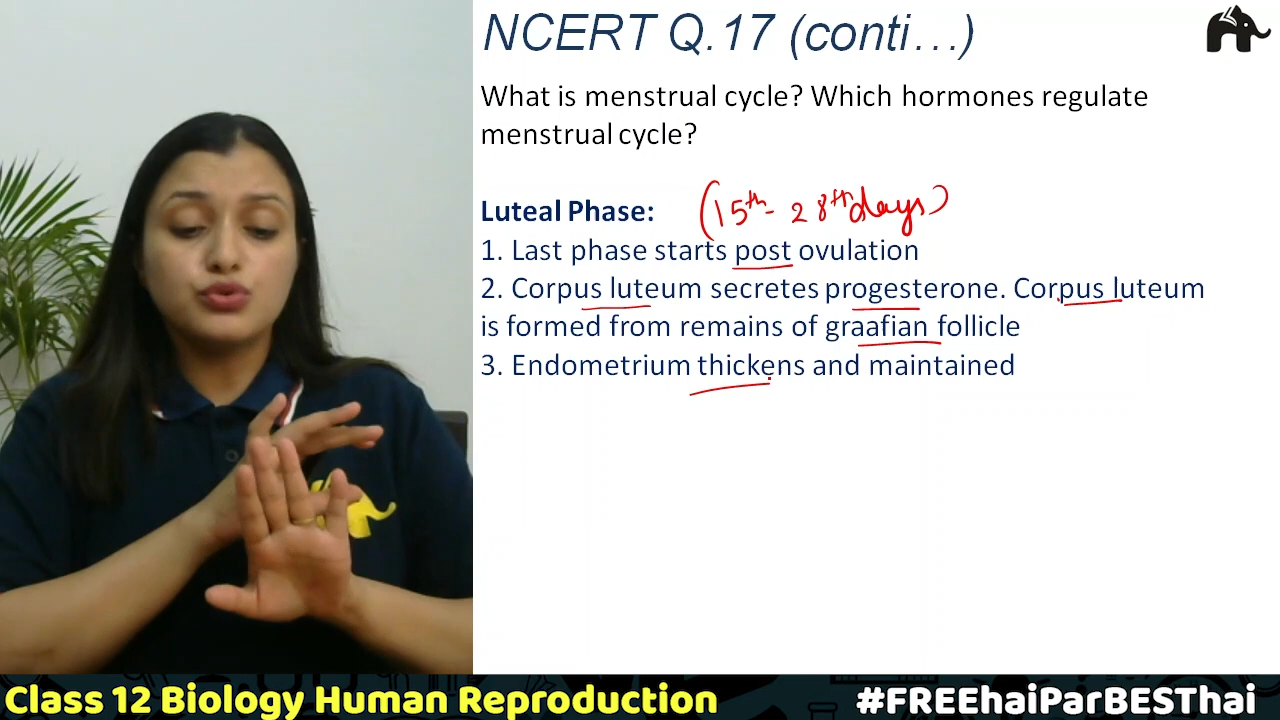 NCERT Q.17 (conti…)
What is menstrual cycle? Which hormones regulate
menstrual cycle?
Luteal Phase: (15th - 28th days)
1. Last phase starts post ovulation
2. Corpus luteum secretes progesterone. Corpus luteum
is formed from remains of graafian follicle
3. Endometrium thickens and maintained
Class 12 Biology Human Reproduction #FREEhaiParBESThai